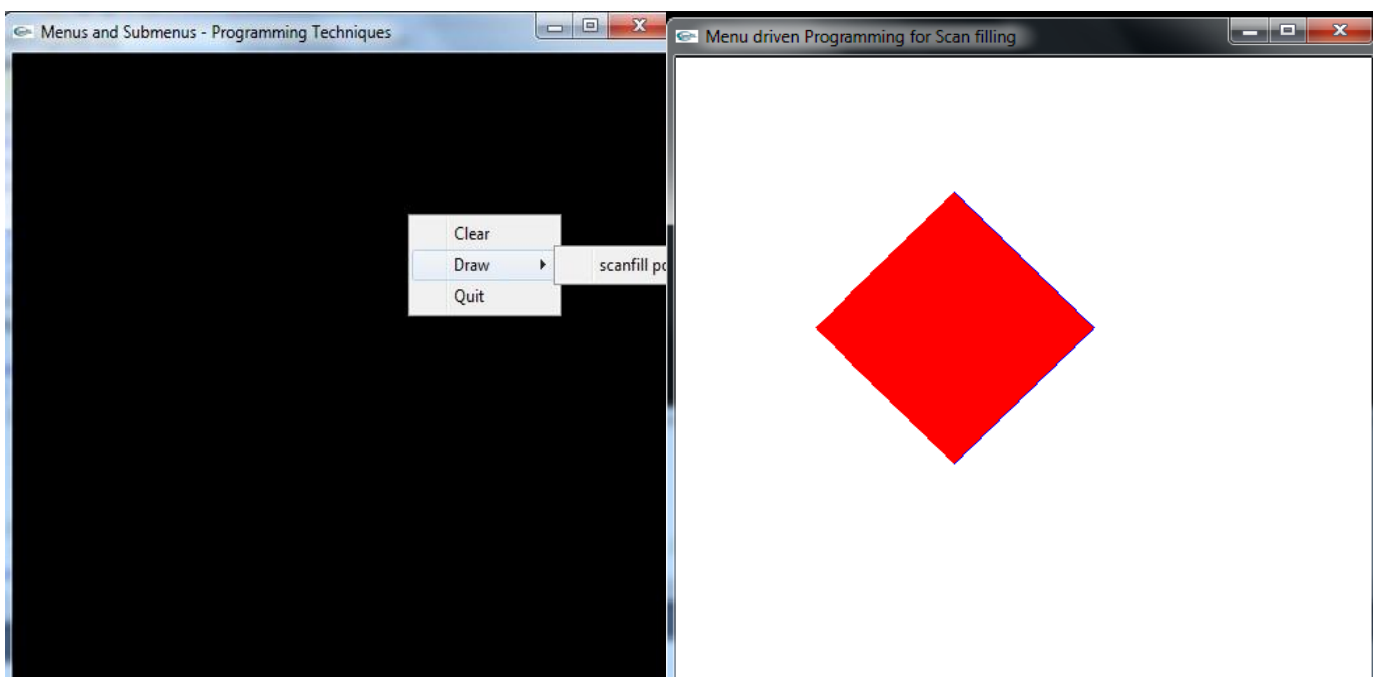 Menus and Submenus - Programming Techniques
Clear
Draw
scanfill
Quit
Menu driven Programming for Scan filling